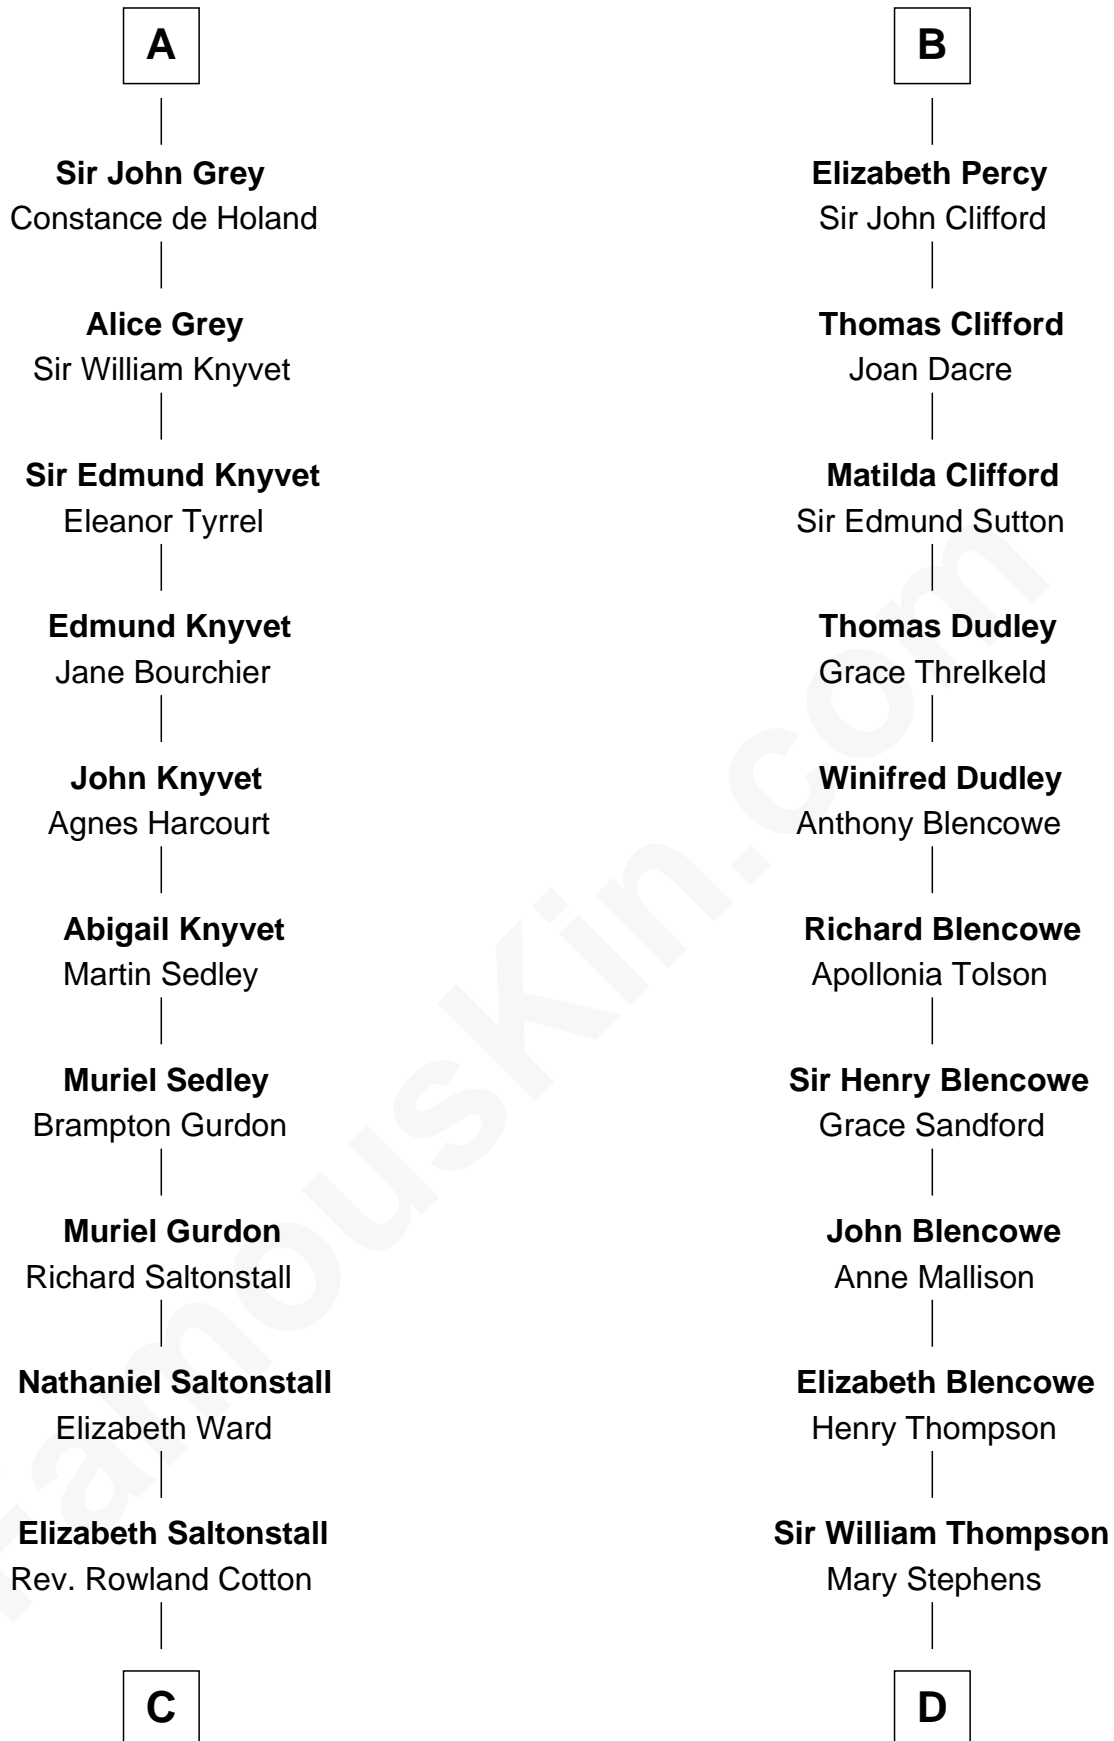 A
Sir John Grey
Constance de Holand
Alice Grey
Sir William Knyvet
Sir Edmund Knyvet
Eleanor Tyrrel
Edmund Knyvet
Jane Bourchier
John Knyvet
Agnes Harcourt
Abigail Knyvet
Martin Sedley
Muriel Sedley
Brampton Gurdon
Muriel Gurdon
Richard Saltonstall
Nathaniel Saltonstall
Elizabeth Ward
Elizabeth Saltonstall
Rev. Rowland Cotton
C
B
Elizabeth Percy
Sir John Clifford
Thomas Clifford
Joan Dacre
Matilda Clifford
Sir Edmund Sutton
Thomas Dudley
Grace Threlkeld
Winifred Dudley
Anthony Blencowe
Richard Blencowe
Apollonia Tolson
Sir Henry Blencowe
Grace Sandford
John Blencowe
Anne Mallison
Elizabeth Blencowe
Henry Thompson
Sir William Thompson
Mary Stephens
D
FamousKin.com